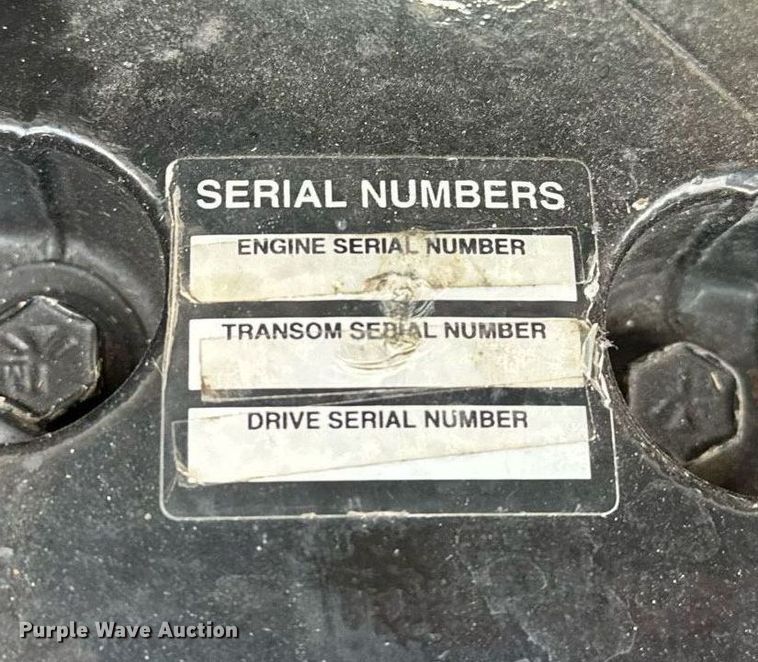 SERIAL NUMBERS
ENGINE SERIAL NUMBER
TRANSOM SERIAL NUMBER
DRIVE SERIAL NUMBER
Purple Wave Auction